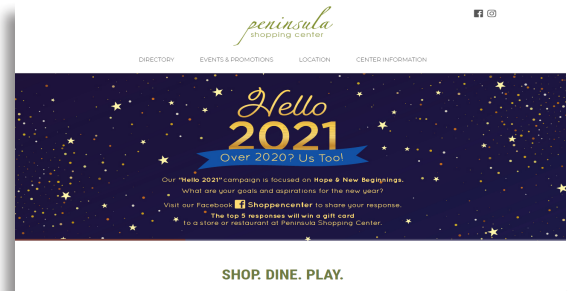 peninsula
shopping center
DIRECTORY EVENTS & PROMOTIONS LOCATION CENTER INFORMATION
Hello
2021
Over 2020? Us Too!
Our "Hello 2021" campaign is focused on Hope & New Beginnings.
What are your goals and aspirations for the new year?
Visit our Facebook Shoppencenter to share your response.
The top 5 responses will win a gift card
to a store or restaurant at Peninsula Shopping Center.
SHOP. DINE. PLAY.